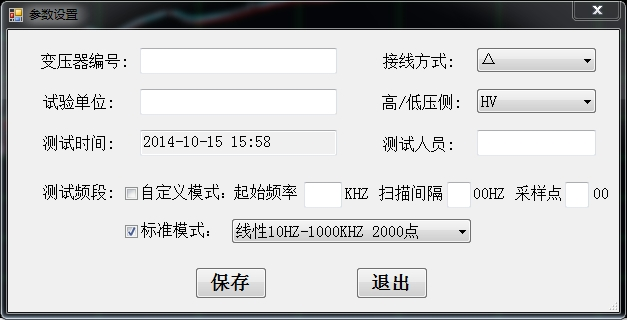 参数设置
变压器编号: 接线方式: △
试验单位: 高/低压侧: HV
测试时间: 2014-10-15 15:58 测试人员:
测试频段: 自定义模式: 起始频率 KHZ 扫描间隔 00HZ 采样点 00
标准模式: 线性10HZ-1000KHZ 2000点
保存 退出